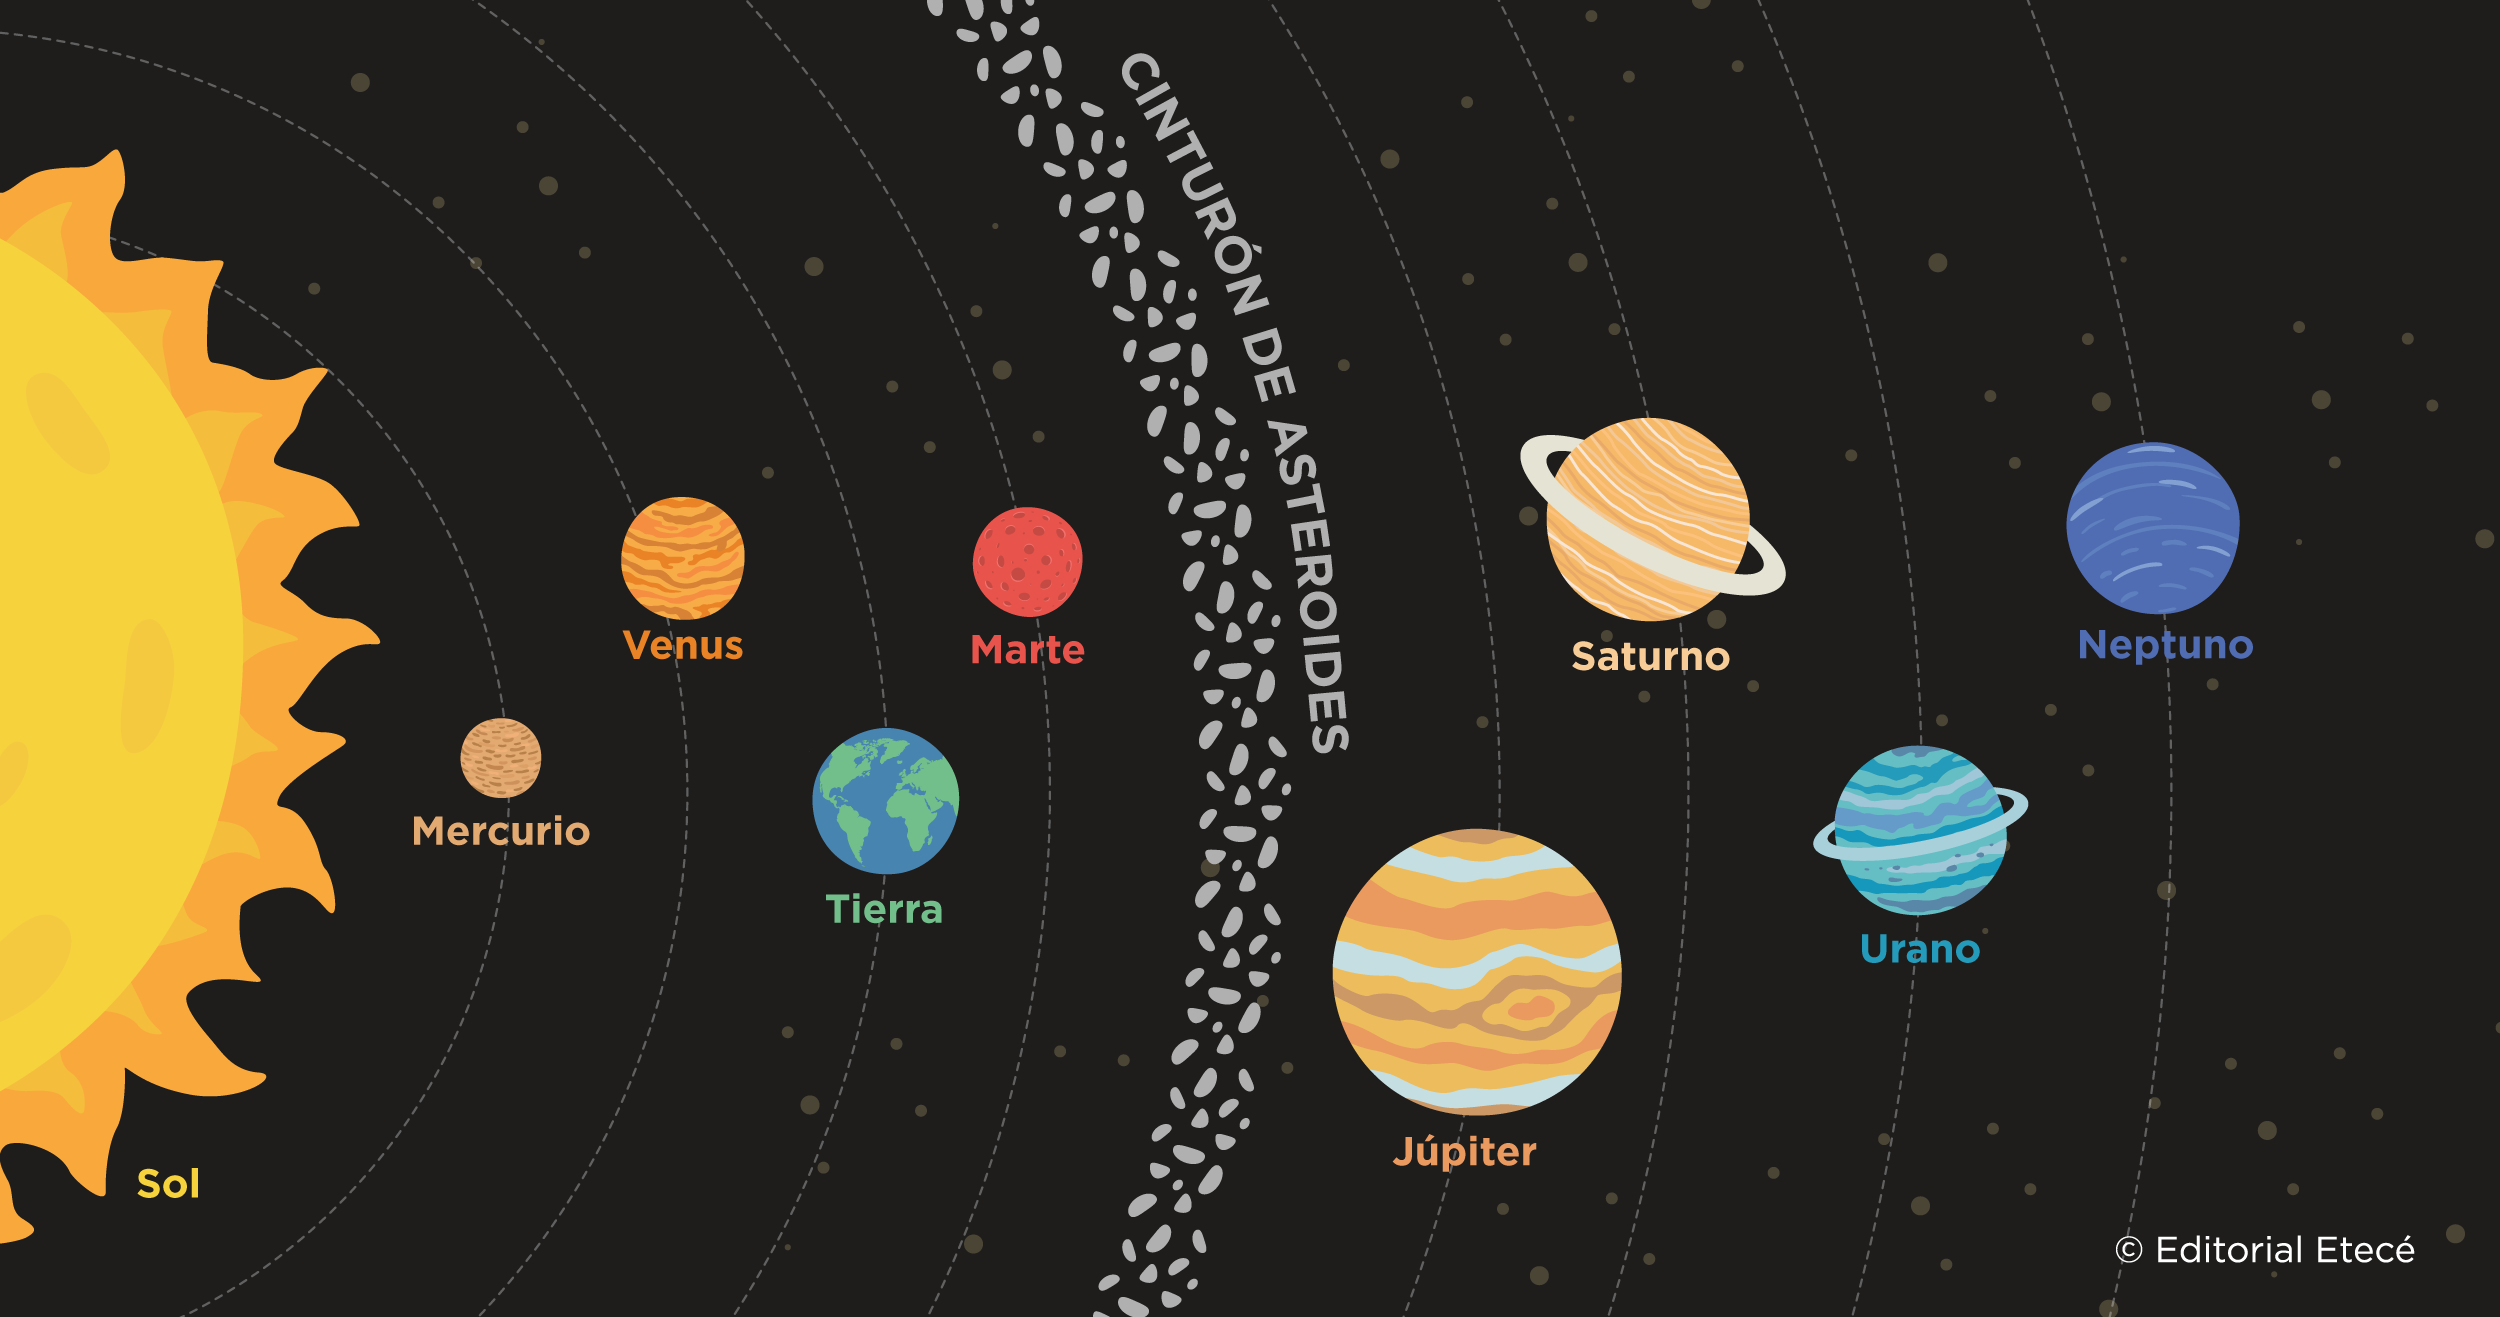 CINTURÓN DE ASTEROIDES
Venus
Marte
Saturno
Neptuno
Mercurio
Tierra
Urano
Júpiter
Sol
© Editorial Etecé